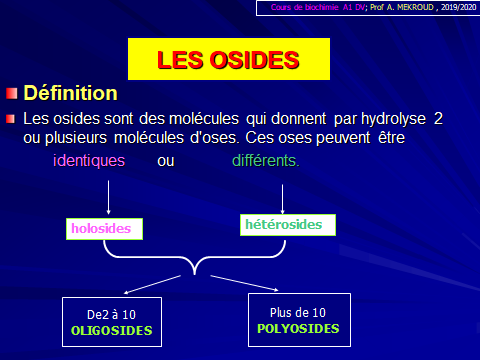 Cours de biochimie A1 DV; Prof A. MEKROUD , 2019/2020
LES OSIDES
Définition
Les osides sont des molécules qui donnent par hydrolyse 2
ou plusieurs molécules d'oses. Ces oses peuvent être
identiques ou différents.
holosides hétérosides
De2 à 10
OLIGOSIDES
Plus de 10
POLYOSIDES